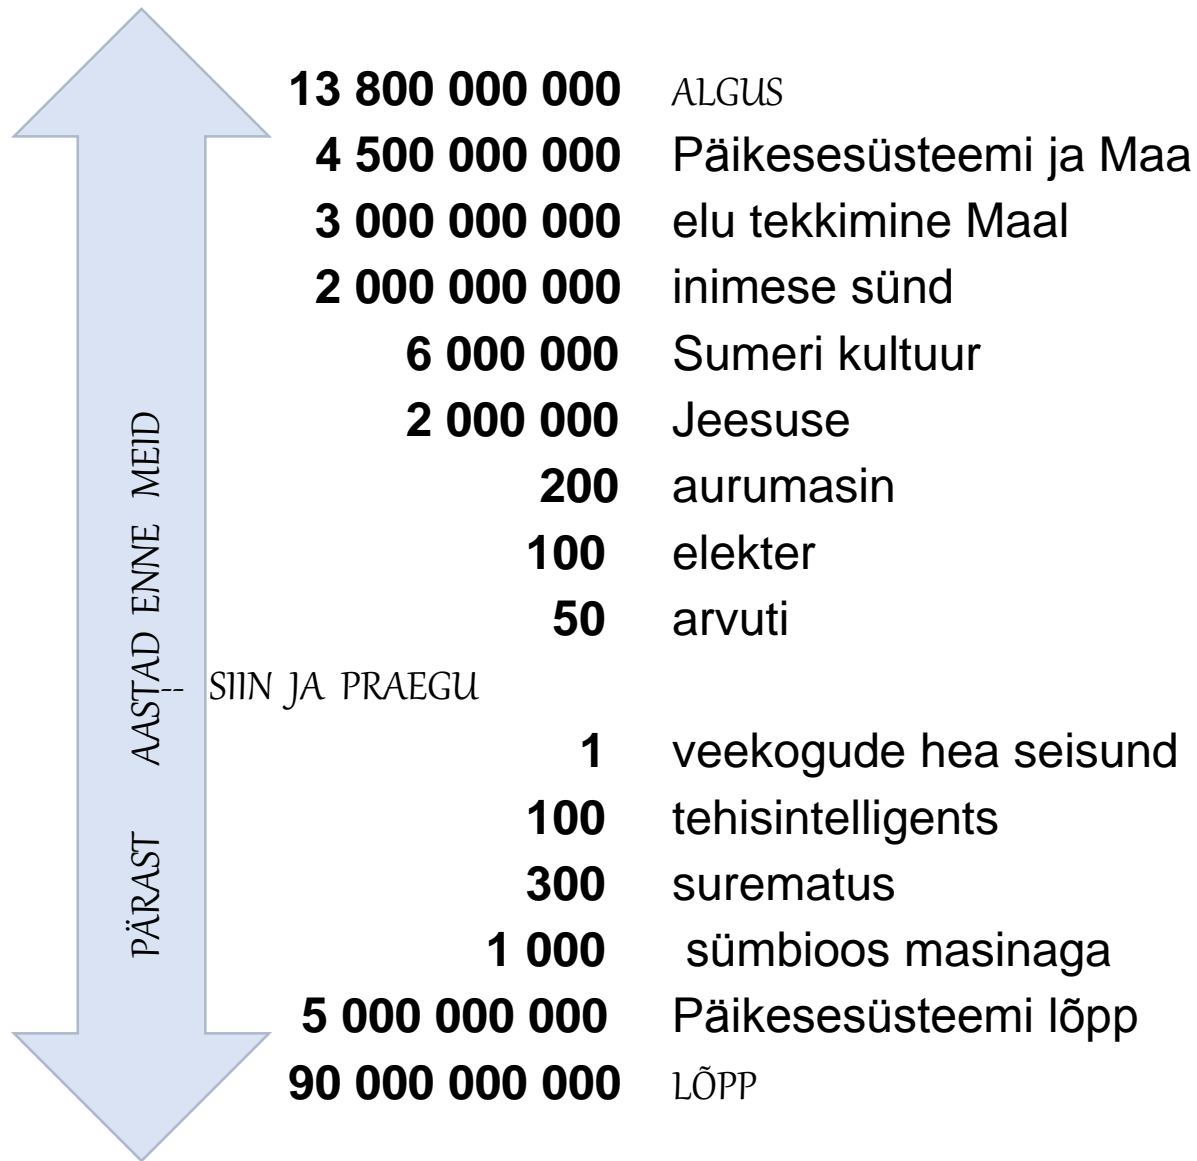 13 800 000 000 ALGUS
4 500 000 000 Päikesesüsteemi ja Maa
3 000 000 000 elu tekkimine Maal
2 000 000 000 inimese sünd
6 000 000 Sumeri kultuur
2 000 000 Jeesuse
200 aurumasin
100 elekter
50 arvuti
-- SIIN JA PRAEGU
1 veekogude hea seisund
100 tehisintelligents
300 surematus
1 000 sümbioos masinaga
5 000 000 000 Päikesesüsteemi lõpp
90 000 000 000 LÕPP
PÄRAST AASTAD ENNE MEID